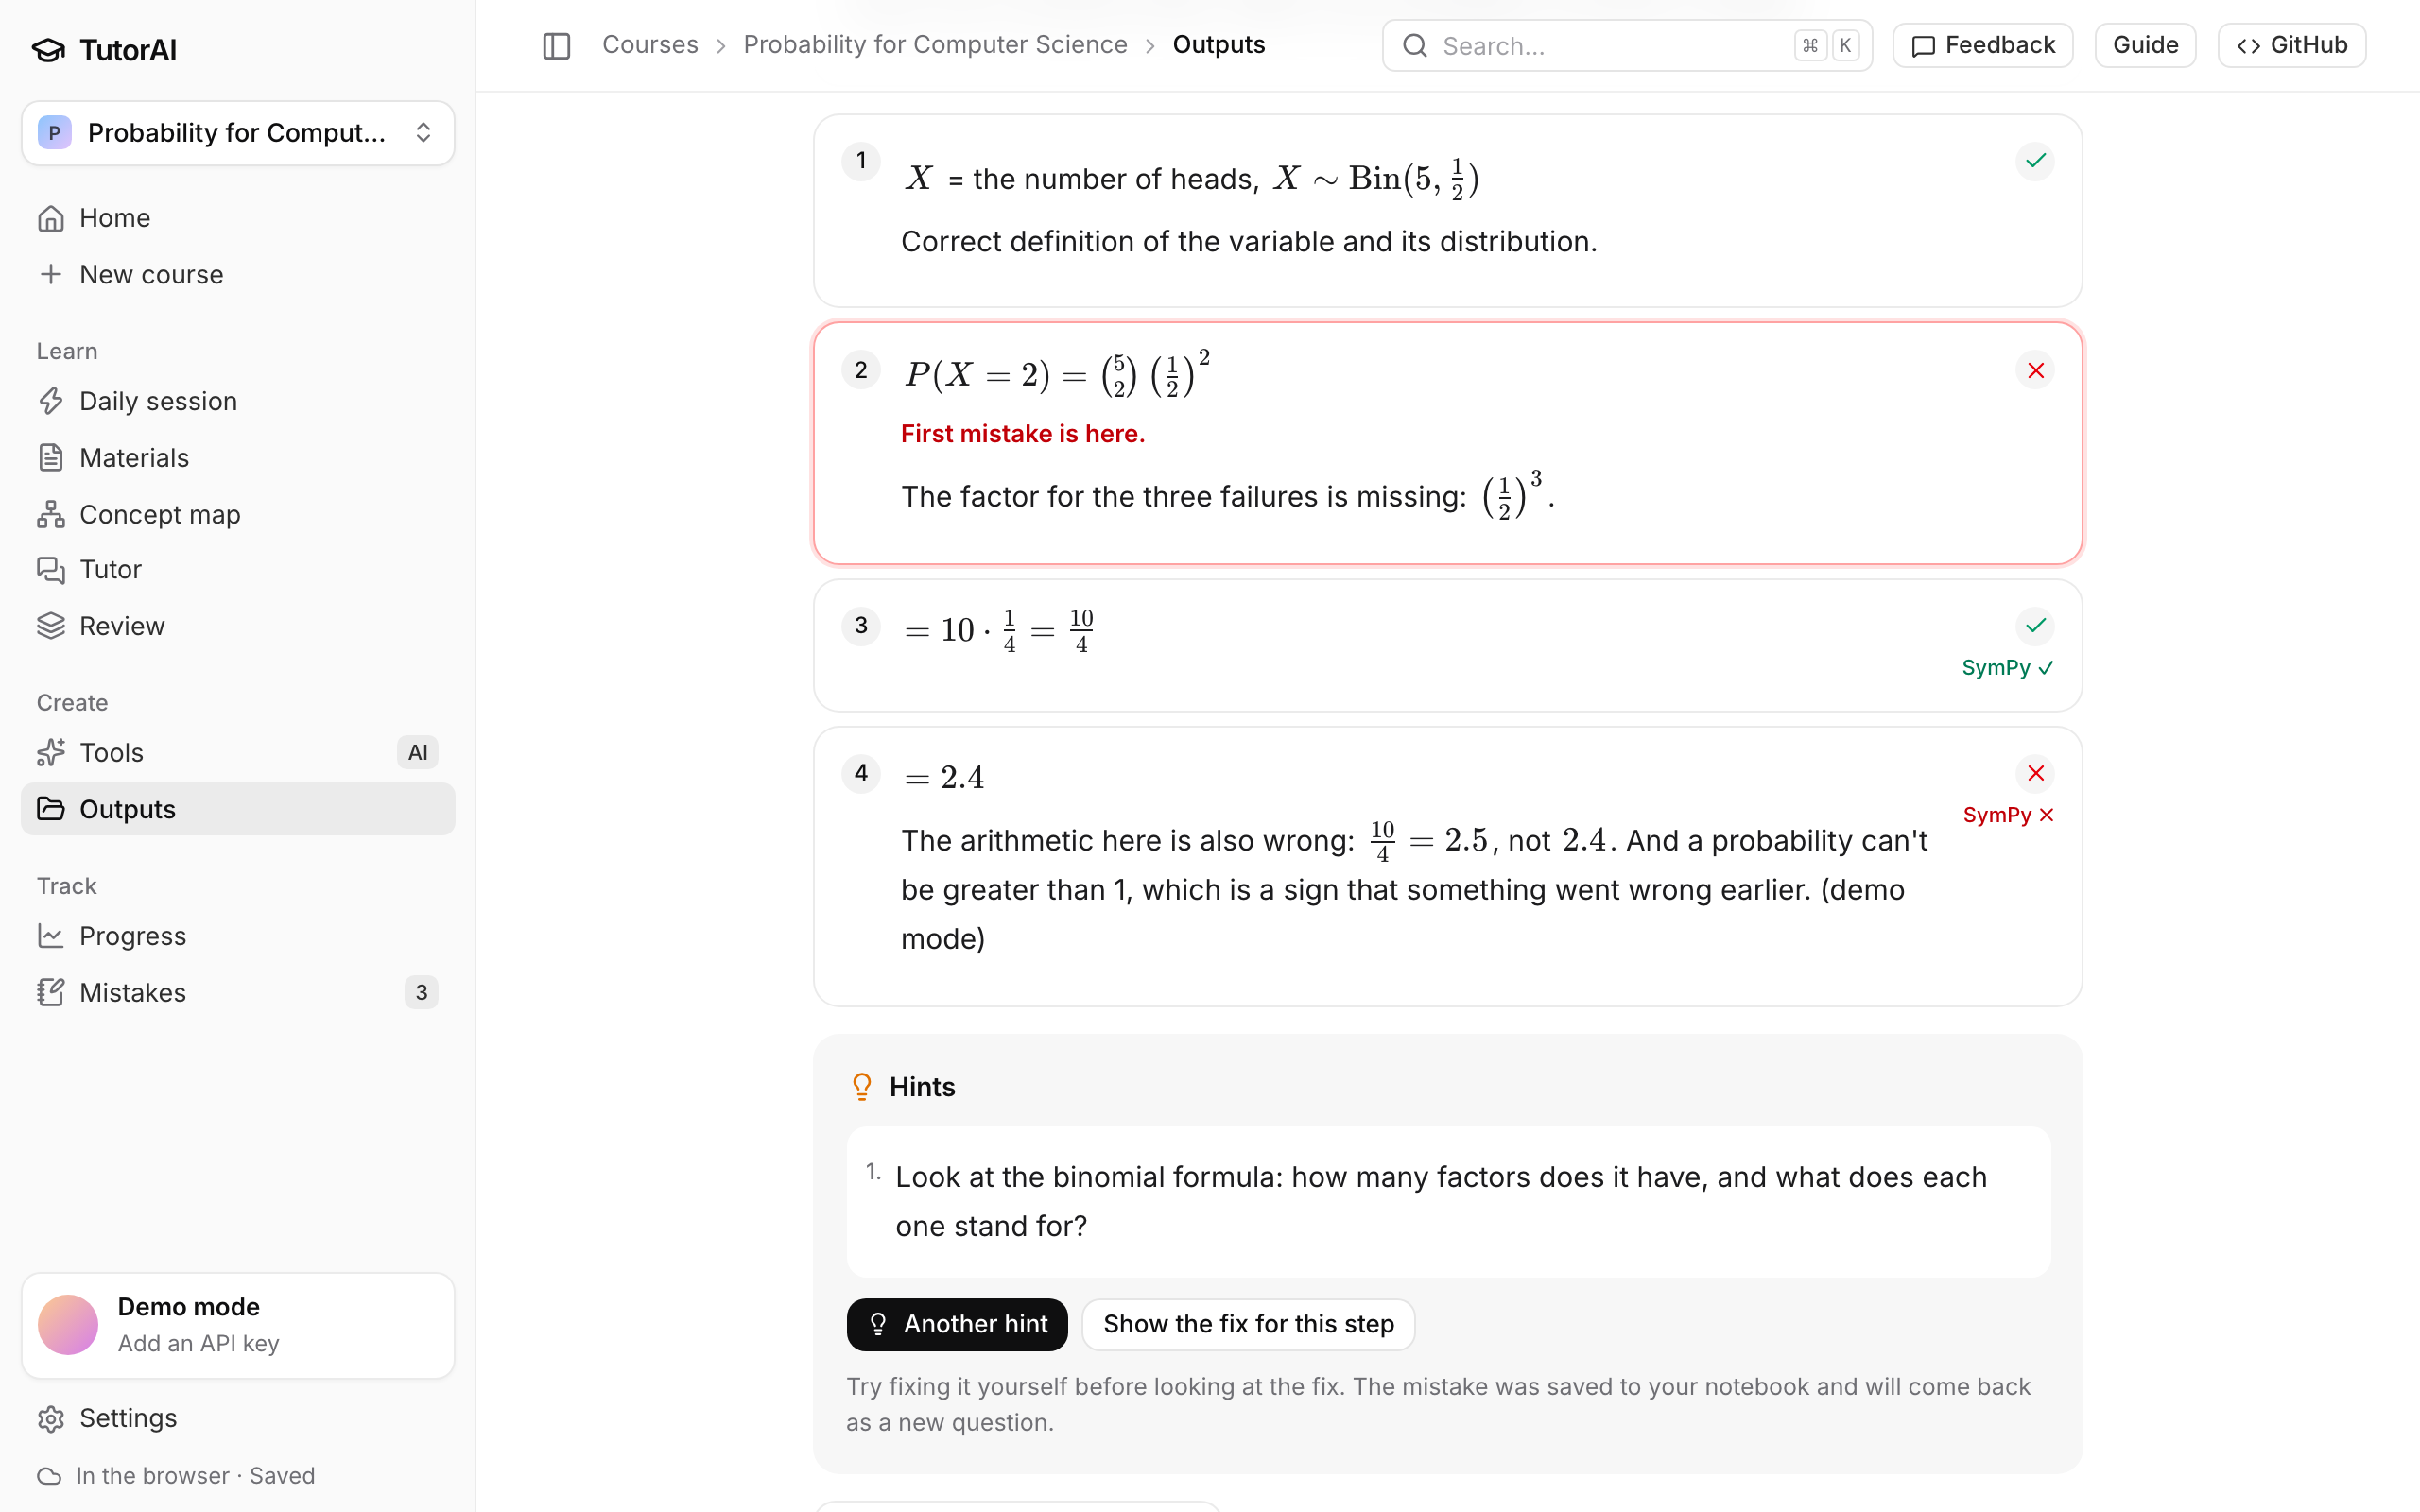 TutorAI
P Probability for Comput...
Home
New course
Learn
Daily session
Materials
Concept map
Tutor
Review
Create
Tools AI
Outputs
Track
Progress
Mistakes 3
Demo mode
Add an API key
Settings
In the browser · Saved
Courses > Probability for Computer Science > Outputs
Search... ⌘ K
Feedback
Guide
GitHub
1 X = the number of heads, X ∼ Bin(5, 1/2) ✓
Correct definition of the variable and its distribution.
2 P(X = 2) = (5 2) (1/2)^2 ✕
First mistake is here.
The factor for the three failures is missing: (1/2)^3.
3 = 10 · 1/4 = 10/4 ✓
SymPy ✓
4 = 2.4 ✕
SymPy ✕
The arithmetic here is also wrong: 10/4 = 2.5, not 2.4. And a probability can't
be greater than 1, which is a sign that something went wrong earlier. (demo
mode)
Hints
1. Look at the binomial formula: how many factors does it have, and what does each
one stand for?
Another hint
Show the fix for this step
Try fixing it yourself before looking at the fix. The mistake was saved to your notebook and will come back
as a new question.